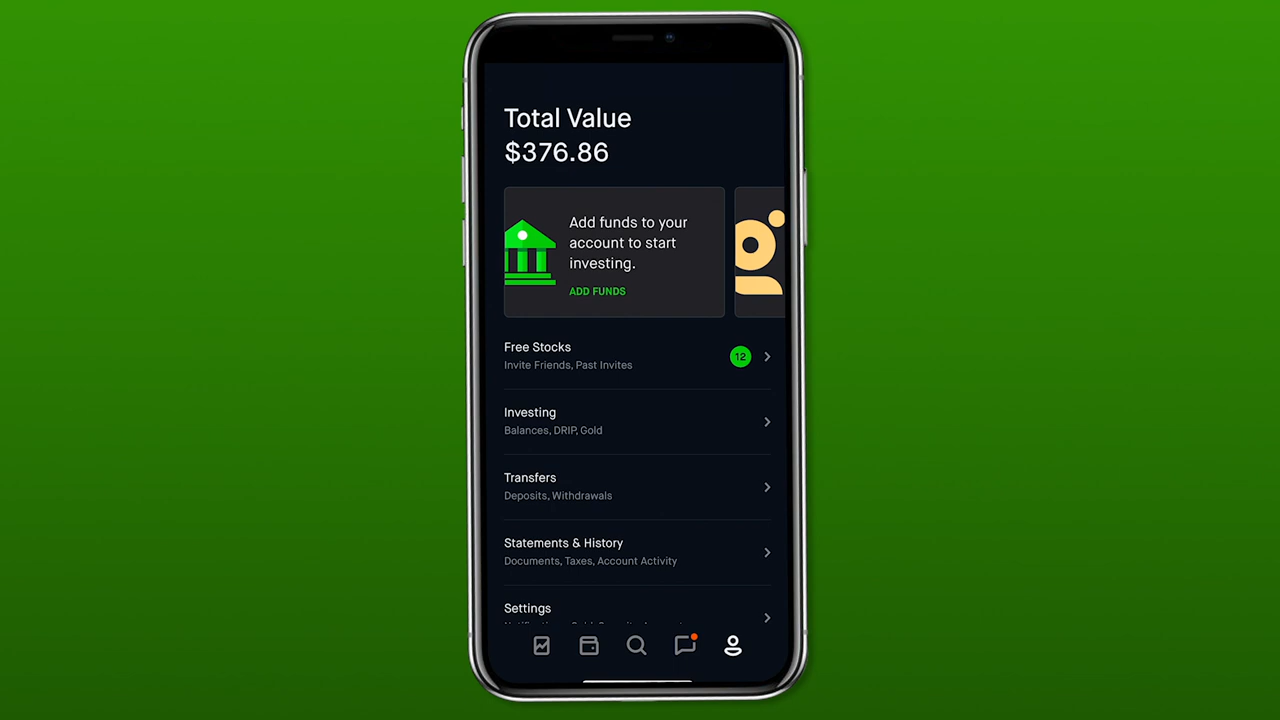 Total Value
$376.86
Add funds to your
account to start
investing.
ADD FUNDS
Free Stocks
12
Invite Friends, Past Invites
Investing
Balances, DRIP, Gold
Transfers
Deposits, Withdrawals
Statements & History
Documents, Taxes, Account Activity
Settings